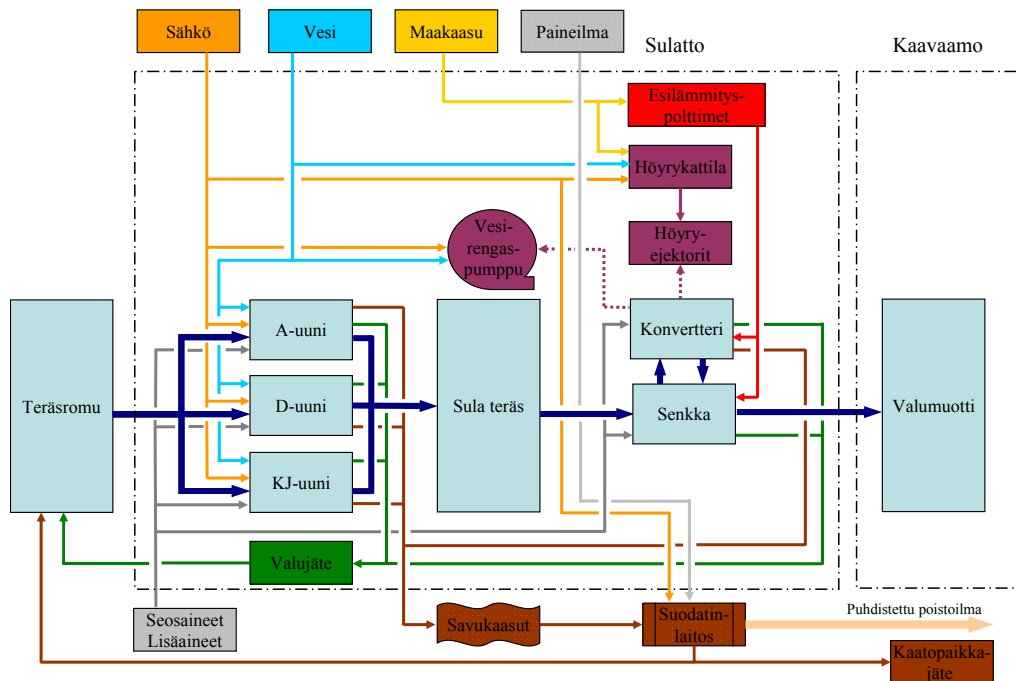 Sähkö
Vesi
Maakaasu
Paineilma
Sulatto
Kaavaamo
Esilämmitys-
polttimet
Höyrykattila
Vesi-
rengas-
pumppu
Höyry-
ejektorit
A-uuni
Konvertteri
Teräsromu
D-uuni
Sula teräs
Senkka
Valumuotti
KJ-uuni
Valujäte
Seosaineet
Lisäaineet
Savukaasut
Suodatin-
laitos
Puhdistettu poistoilma
Kaatopaikka-
jäte